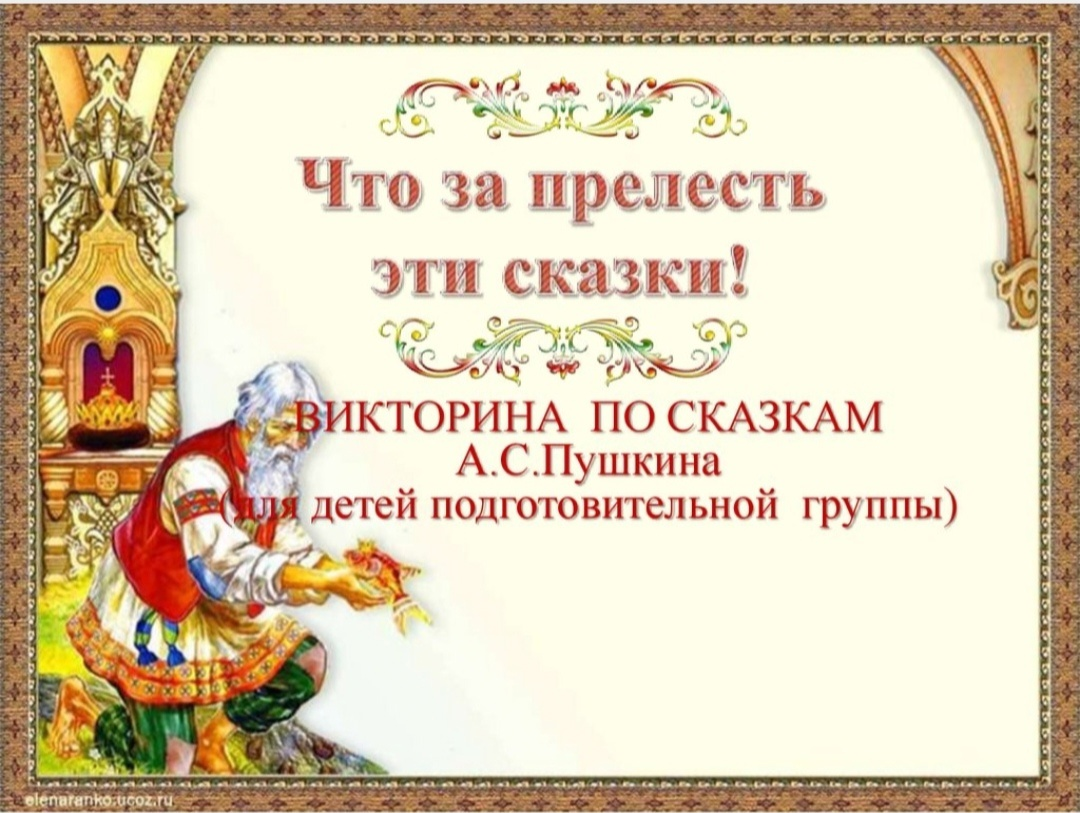 Что за прелесть
эти сказки!
ВИКТОРИНА ПО СКАЗКАМ
А.С.Пушкина
(для детей подготовительной группы)
elenaranko.ucoz.ru